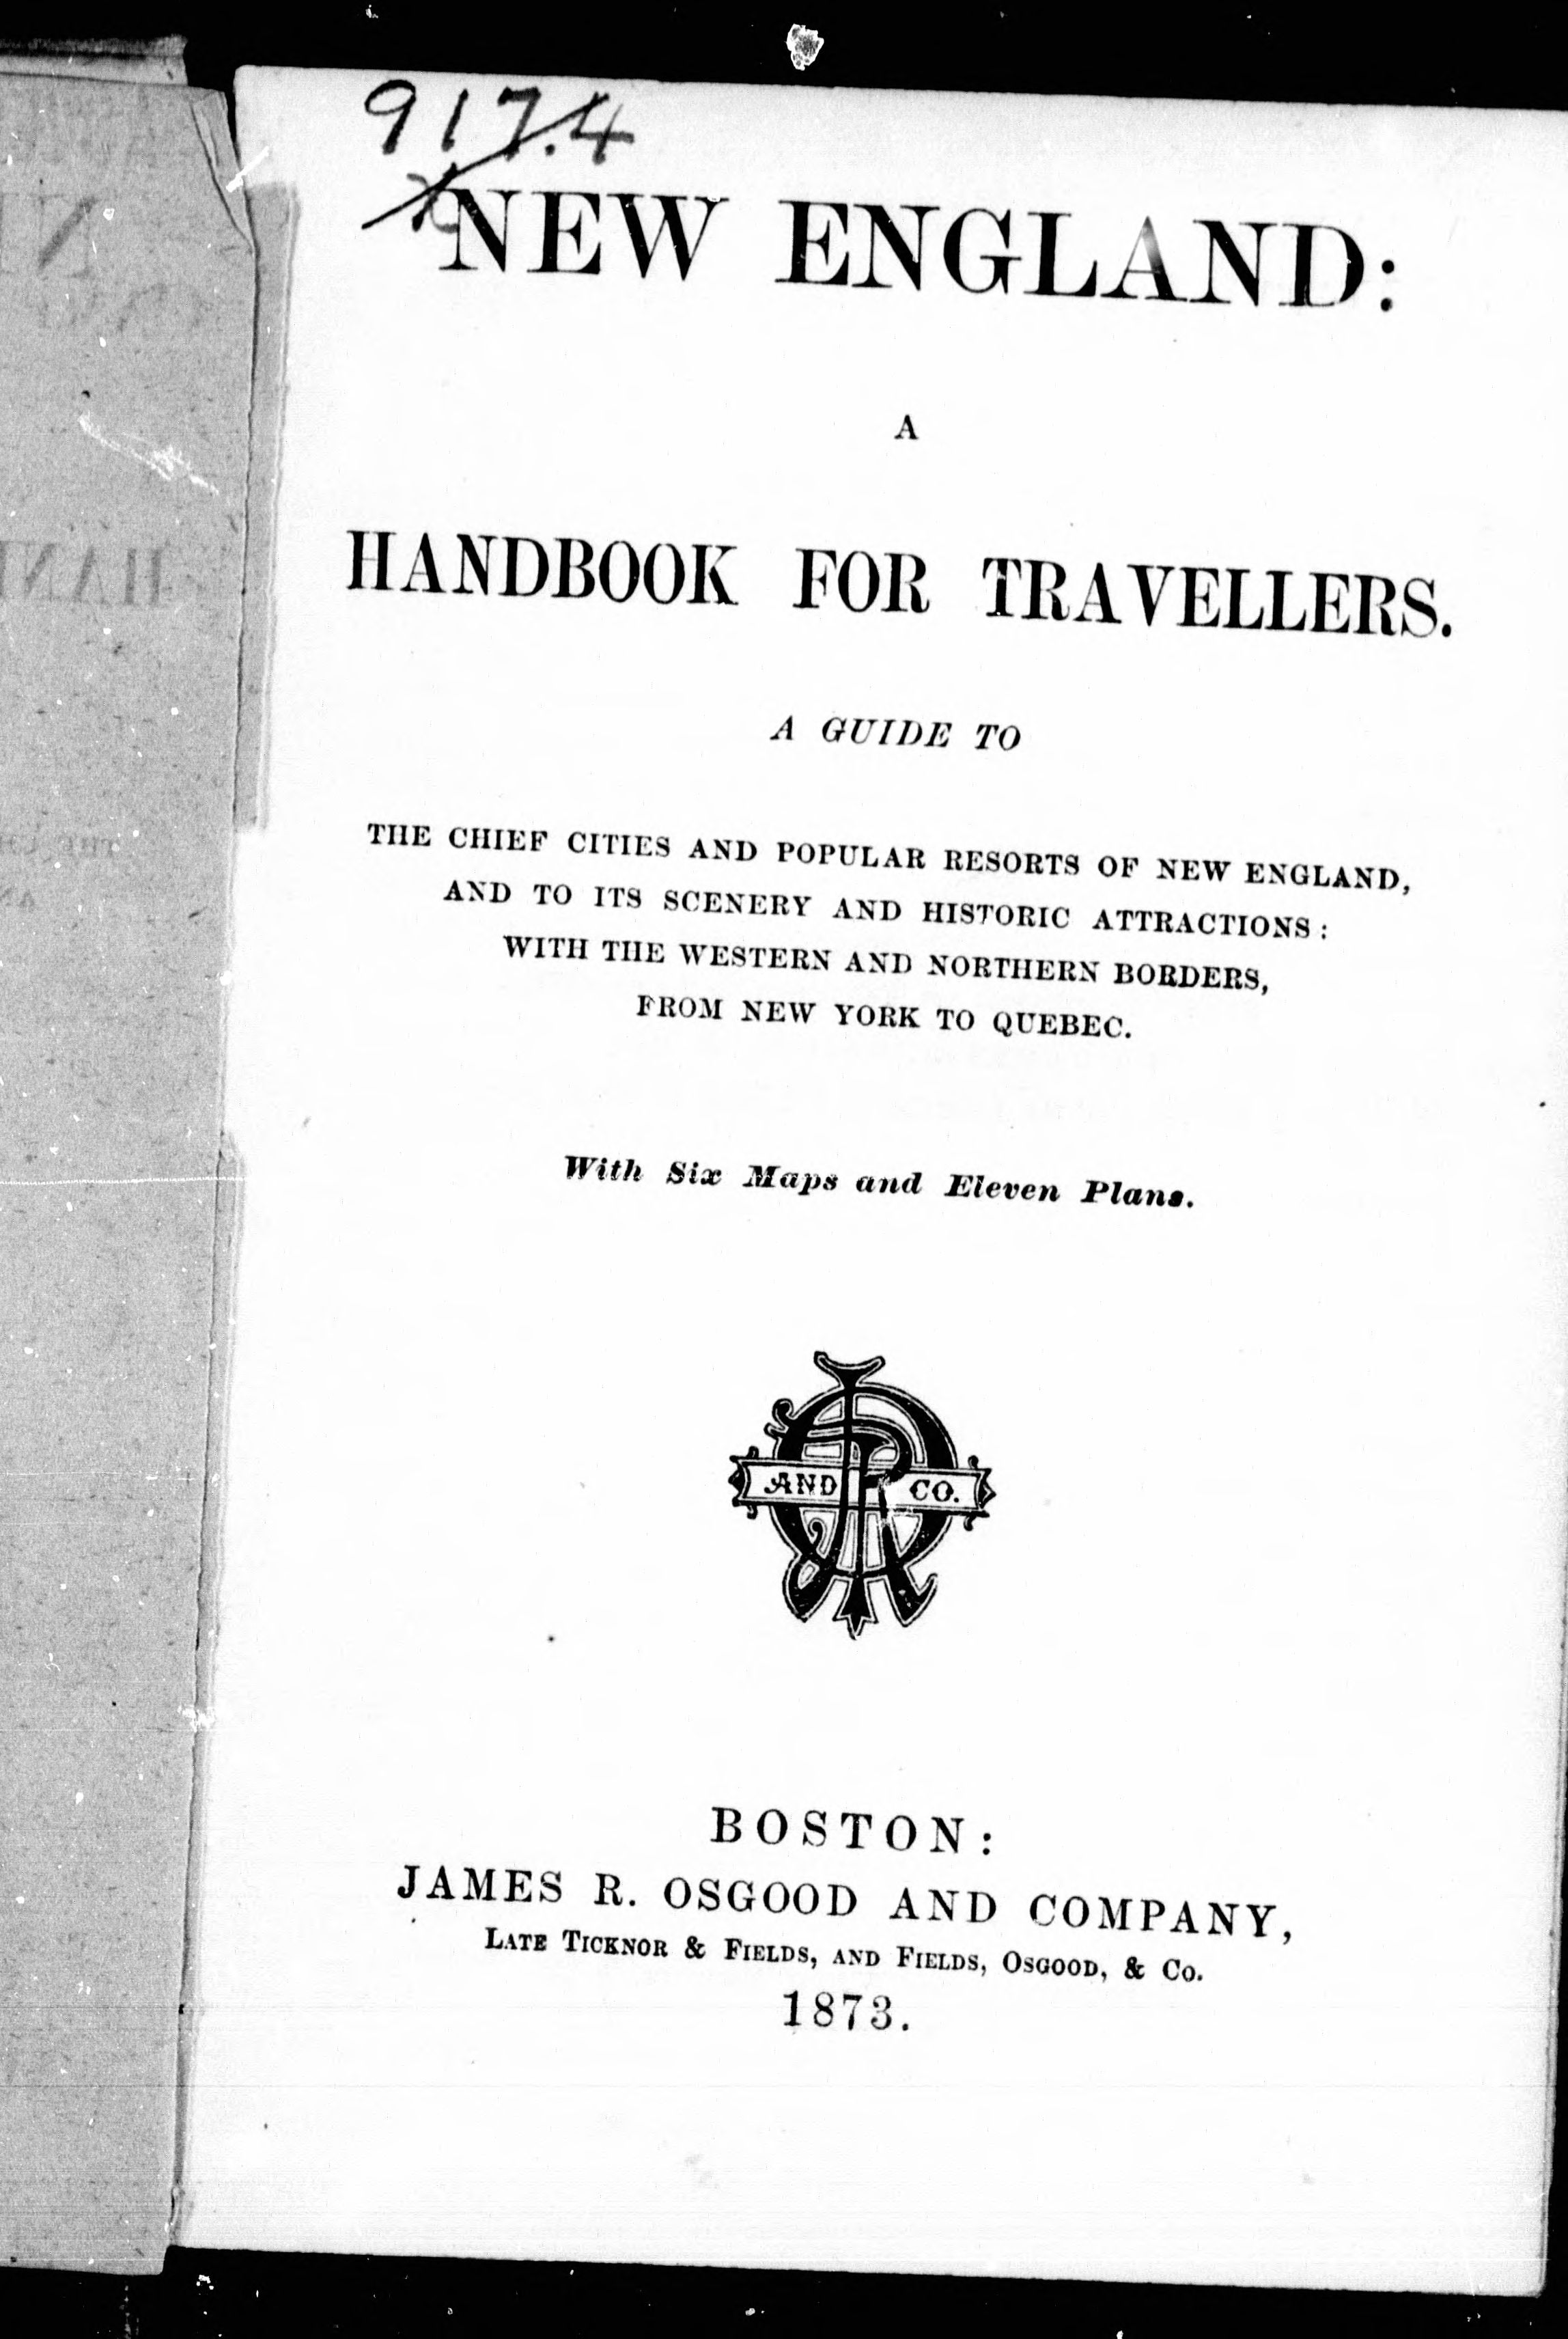 917.4
NEW ENGLAND:
A
HANDBOOK FOR TRAVELLERS.
A GUIDE TO
THE CHIEF CITIES AND POPULAR RESORTS OF NEW ENGLAND,
AND TO ITS SCENERY AND HISTORIC ATTRACTIONS:
WITH THE WESTERN AND NORTHERN BORDERS,
FROM NEW YORK TO QUEBEC.
With Six Maps and Eleven Plans.
AND CO.
BOSTON:
JAMES R. OSGOOD AND COMPANY,
LATE TICKNOR & FIELDS, AND FIELDS, OSGOOD, & CO.
1873.